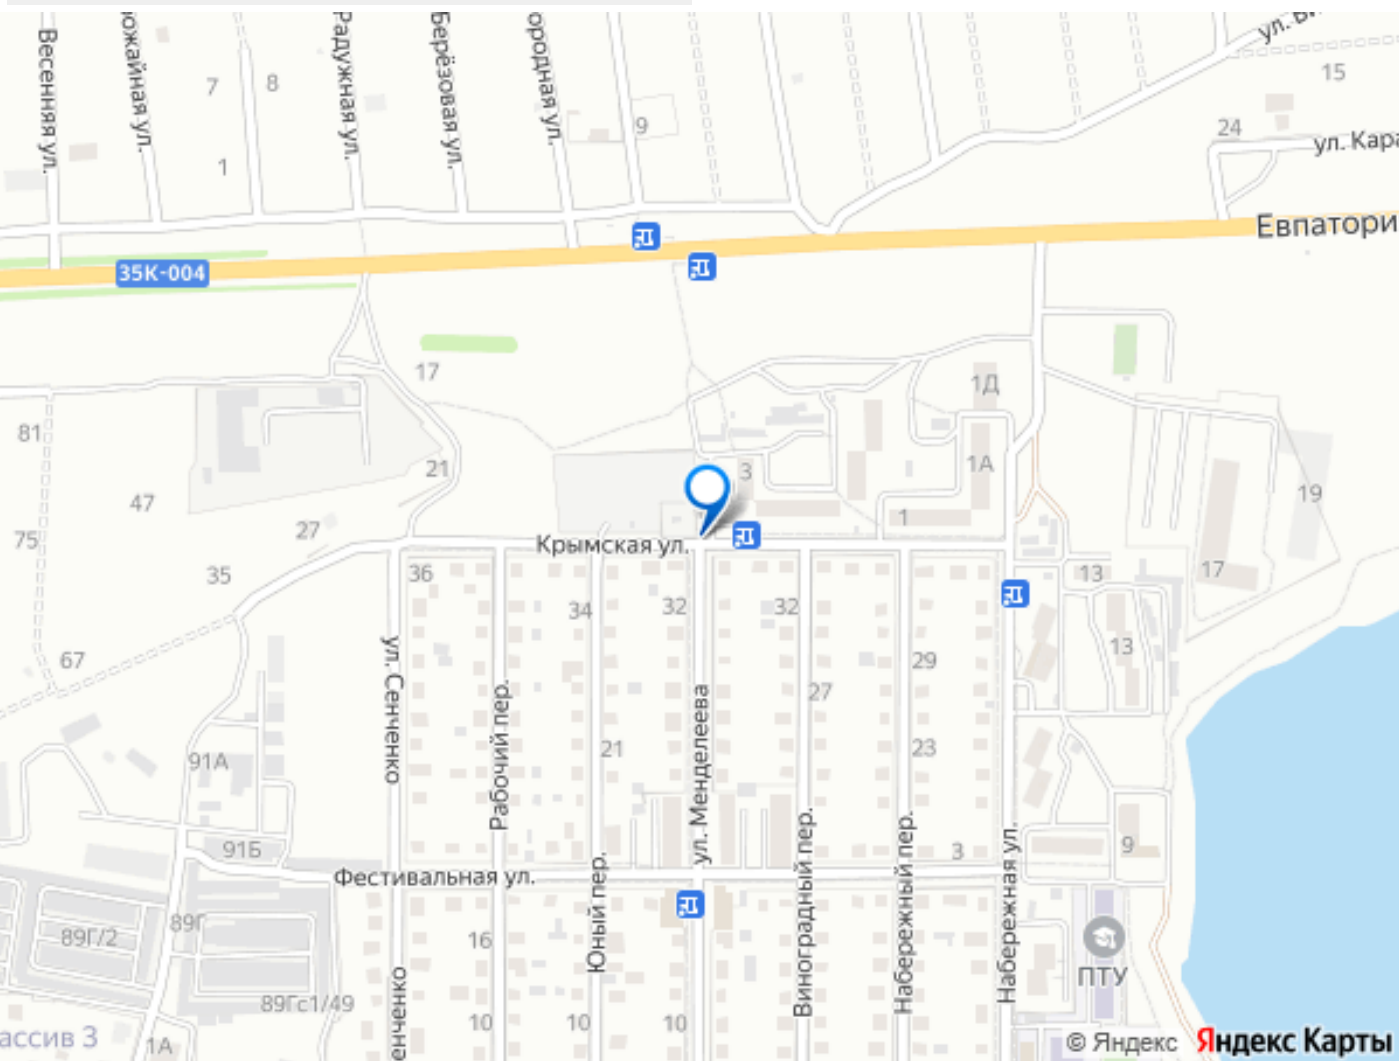 Весенняя ул.
ожайная ул.
Радужная ул.
Берёзовая ул.
ородная ул.
7
8
1
9
15
24
ул. Кара
35К-004
Евпатори
17
1Д
81
21
3
1А
47
19
75
27
1
Крымская ул.
35
36
34
32
32
13
17
13
67
ул. Сенченко
Рабочий пер.
29
27
21
ул. Менделеева
23
91А
91Б
Виноградный пер.
Набережный пер.
Набережная ул.
3
9
Фестивальная ул.
Юный пер.
89Г
89Г/2
16
ПТУ
89Гс1/49
енченко
10
10
10
ассив 3
1А
© Яндекс Яндекс Карты